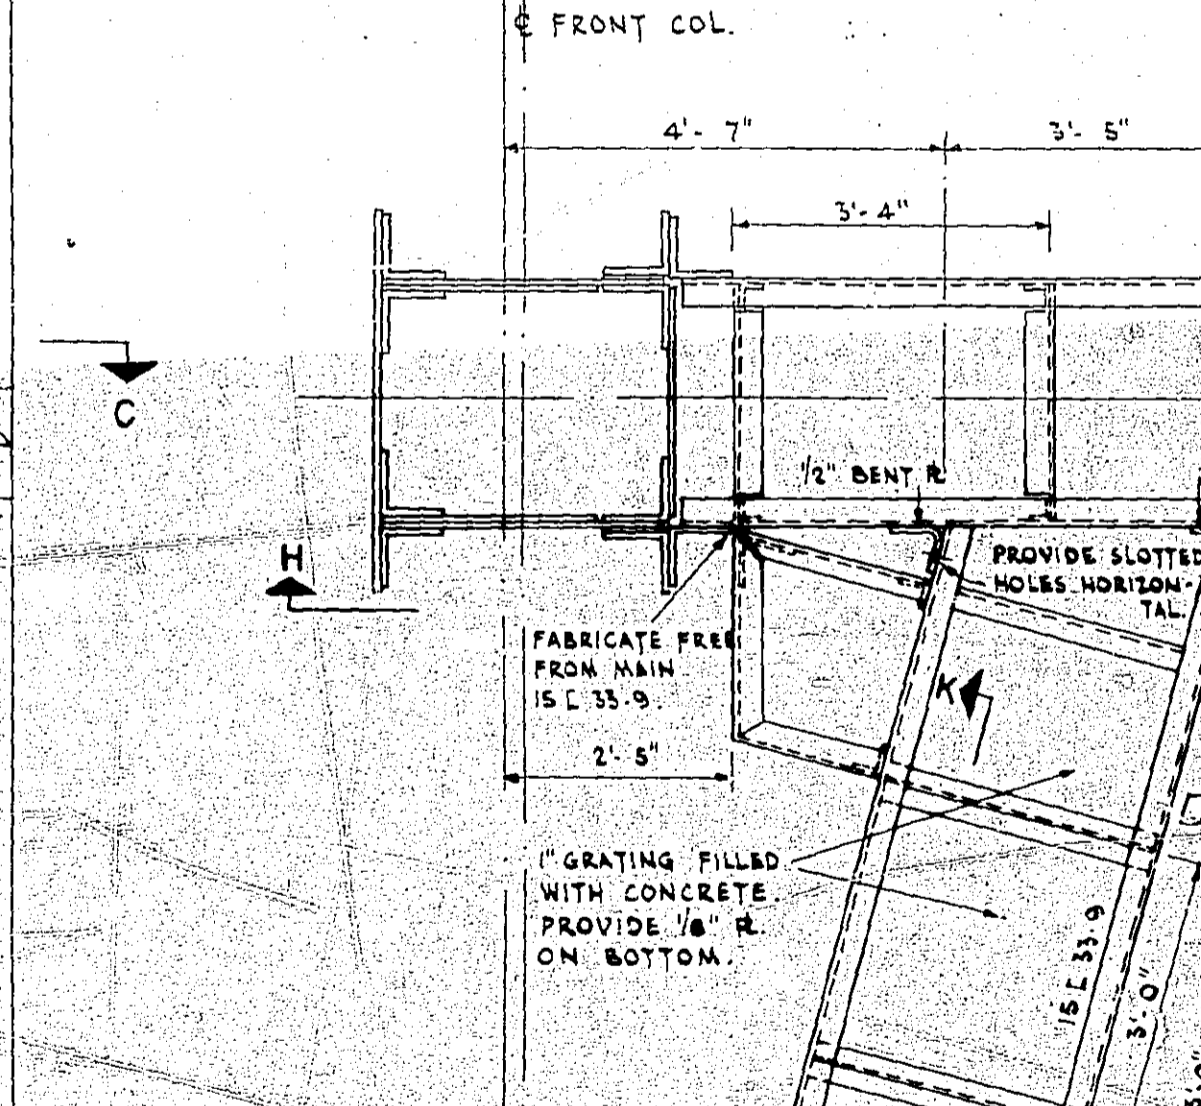 ℄ FRONT COL.
4'- 7"
3'- 5"
3'- 4"
C
1/2" BENT ℞
H
PROVIDE SLOTTED
HOLES HORIZON-
TAL.
FABRICATE FREE
FROM MAIN
15 [ 33.9.
K
2'- 5"
1" GRATING FILLED
WITH CONCRETE.
PROVIDE 1/8" ℞.
ON BOTTOM.
15 [ 33.9
3'-0"